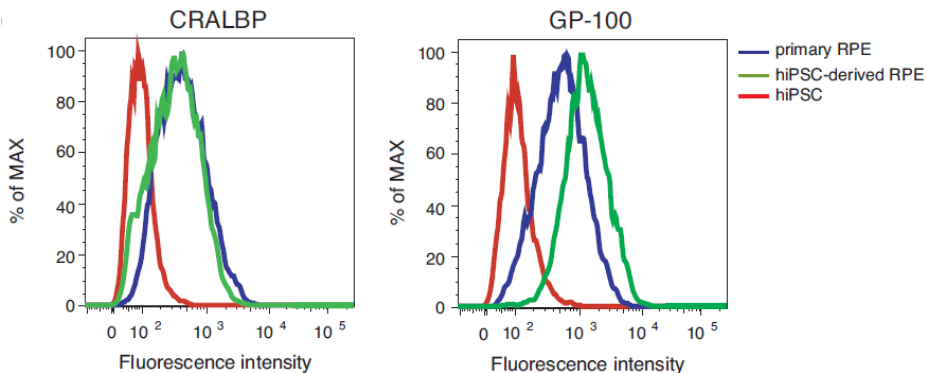 CRALBP
100
80
60
40
20
0
% of MAX
0 10 2 10 3 10 4 10 5
Fluorescence intensity
GP-100
100
80
60
40
20
0
% of MAX
0 10 2 10 3 10 4 10 5
Fluorescence intensity
primary RPE
hiPSC-derived RPE
hiPSC